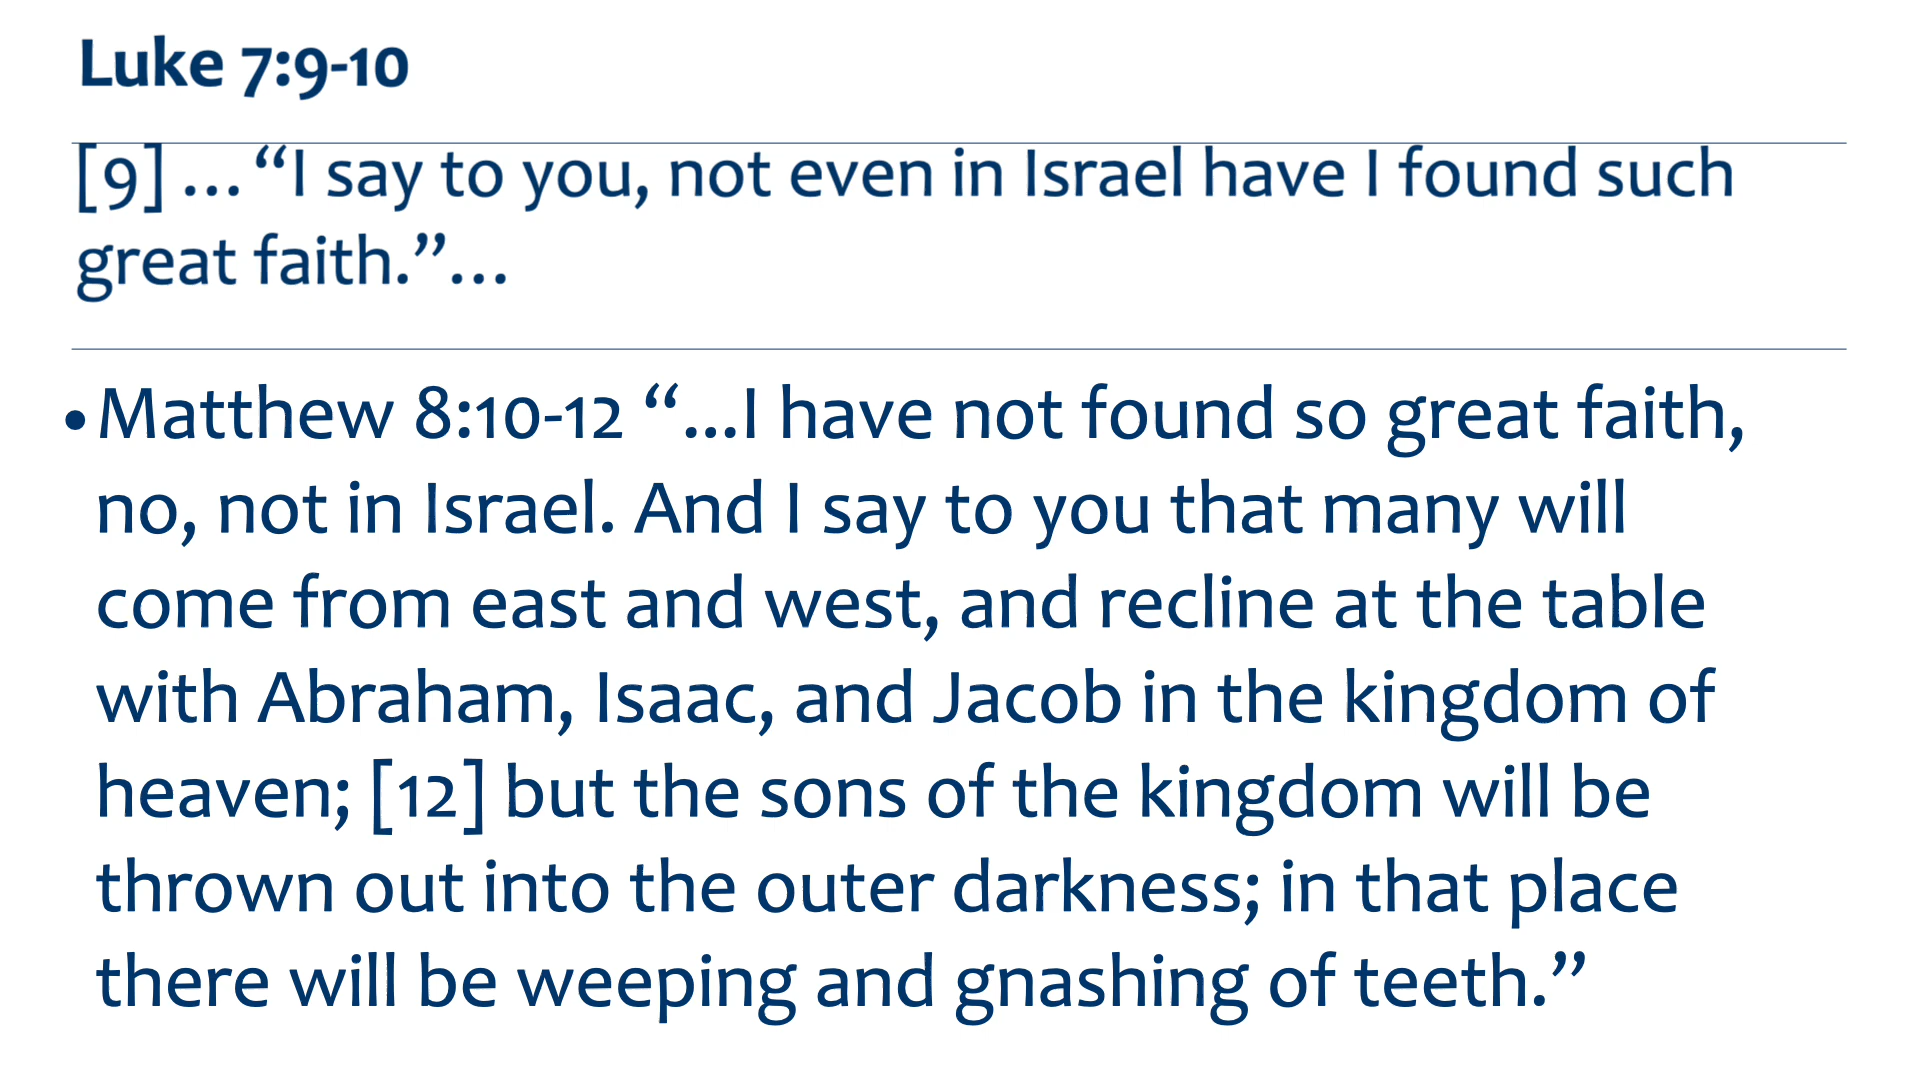 Luke 7:9-10
[9] … “I say to you, not even in Israel have I found such
great faith.”…
•Matthew 8:10-12 “...I have not found so great faith,
no, not in Israel. And I say to you that many will
come from east and west, and recline at the table
with Abraham, Isaac, and Jacob in the kingdom of
heaven; [12] but the sons of the kingdom will be
thrown out into the outer darkness; in that place
there will be weeping and gnashing of teeth.”